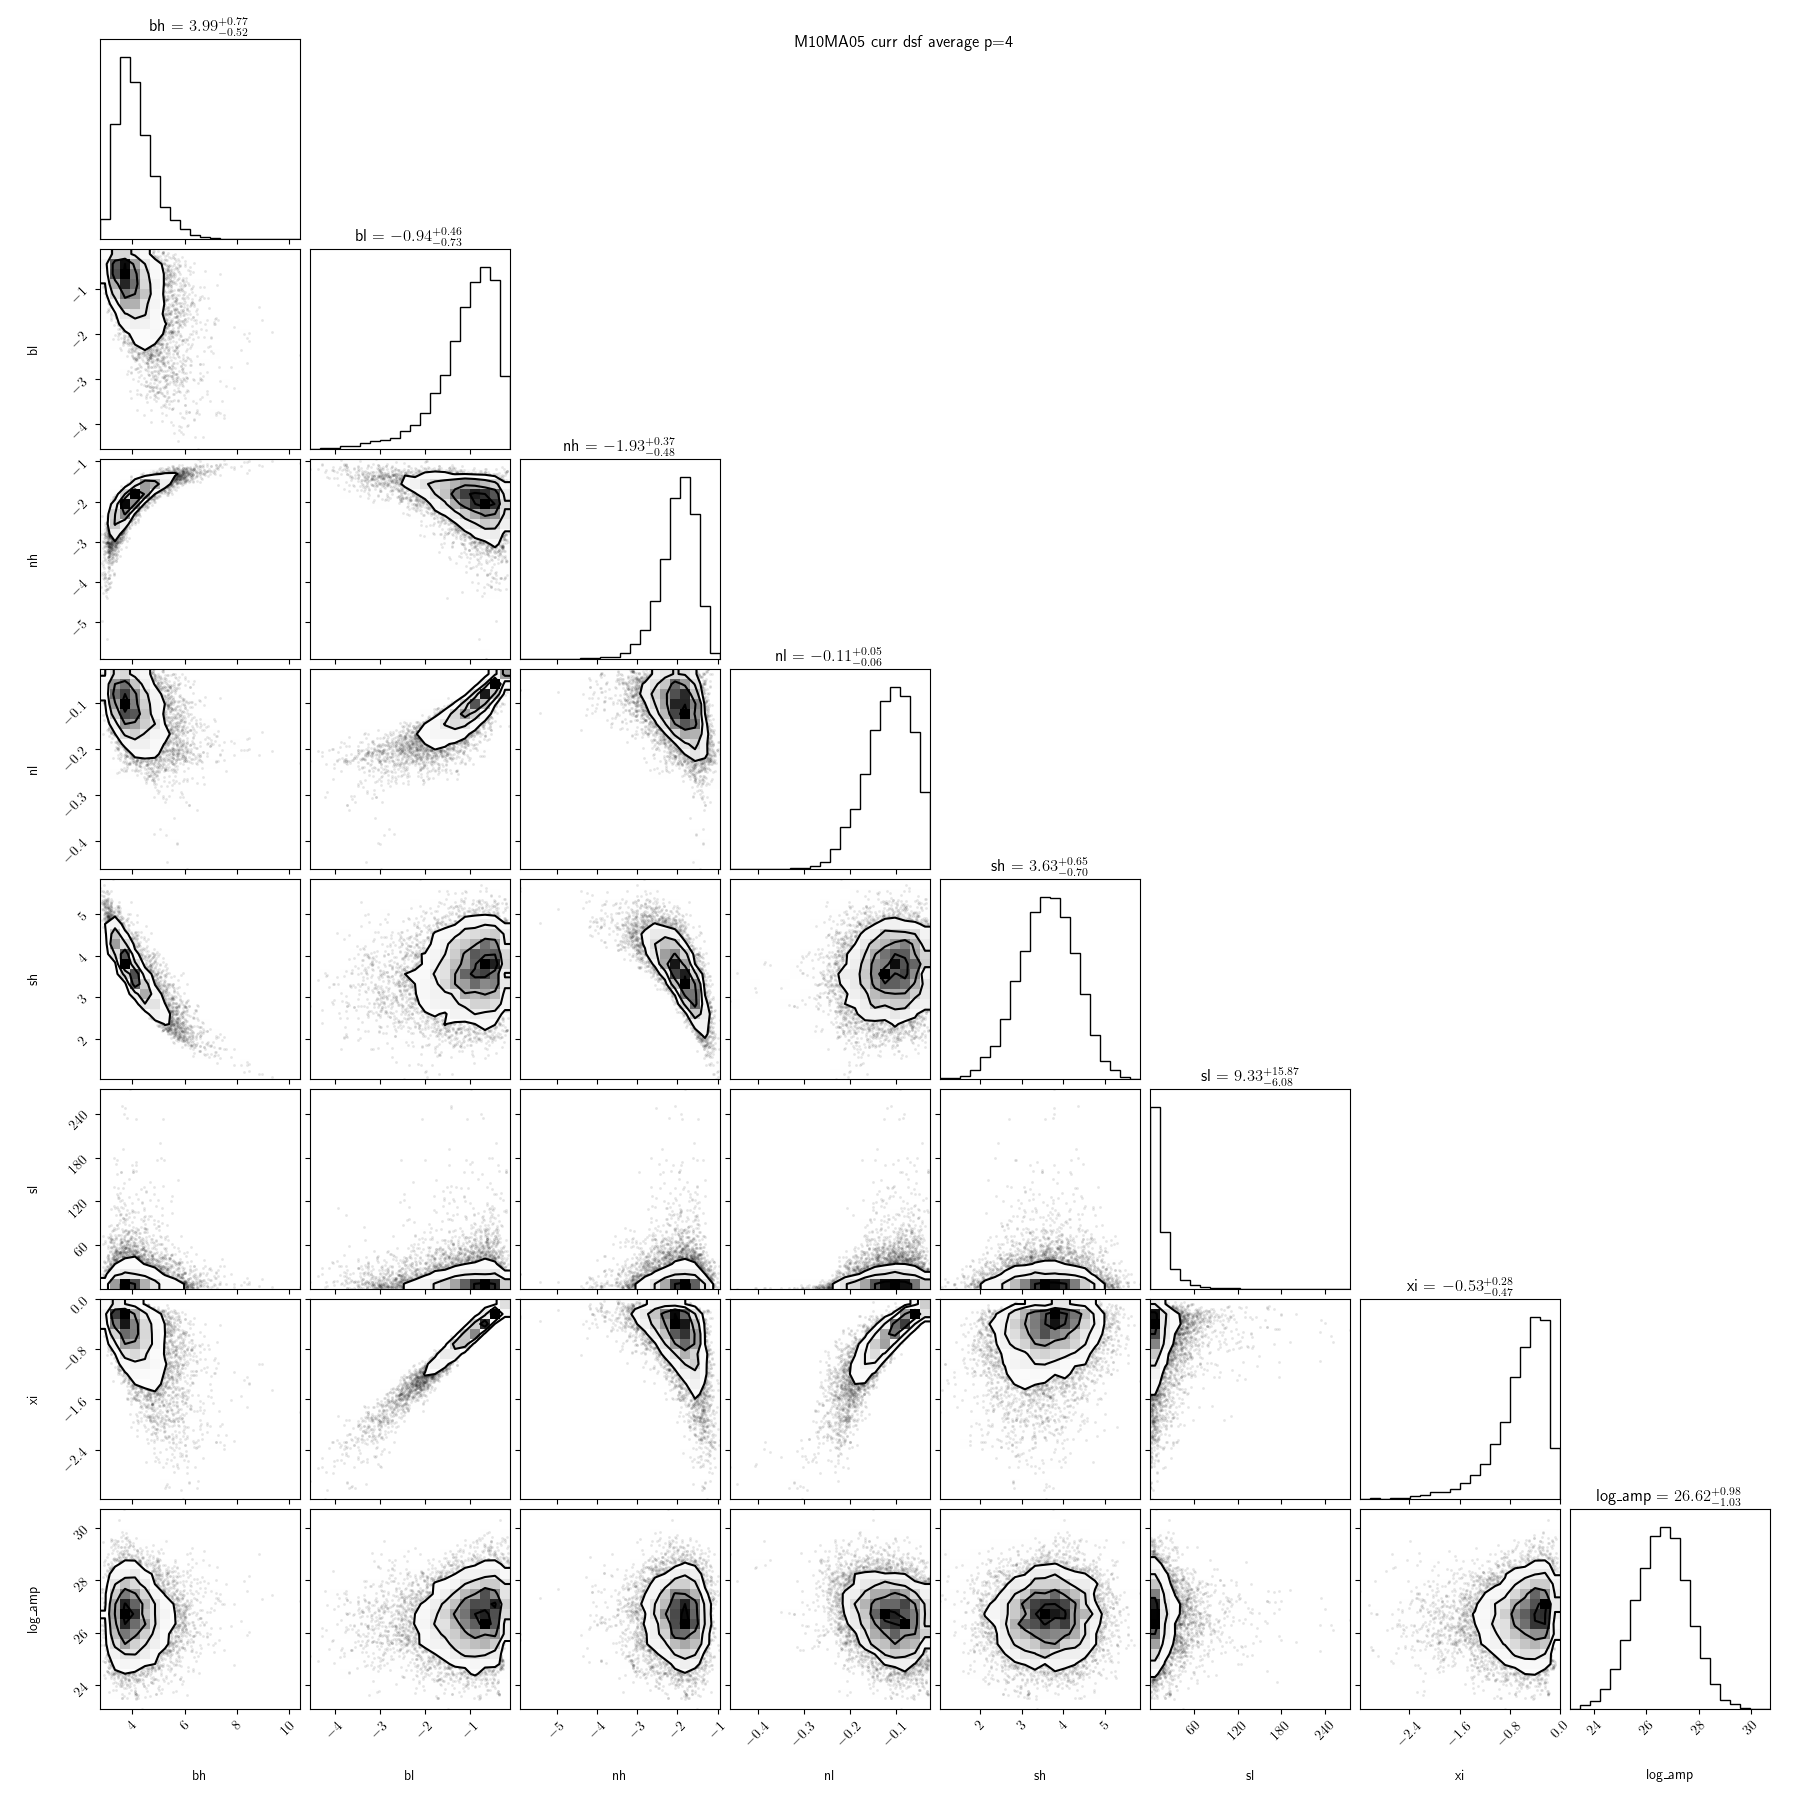 bh = 3.99^{+0.77}_{-0.52}
M10MA05 curr dsf average p=4
bl = −0.94^{+0.46}_{-0.73}
bl
−1
−2
−3
−4
nh = −1.93^{+0.37}_{-0.48}
nh
−1
−2
−3
−4
−5
nl = −0.11^{+0.05}_{-0.06}
nl
−0.1
−0.2
−0.3
−0.4
sh = 3.63^{+0.65}_{-0.70}
sh
5
4
3
2
sl = 9.33^{+15.87}_{-6.08}
sl
240
180
120
60
xi = −0.53^{+0.28}_{-0.47}
xi
0.0
−0.8
−1.6
−2.4
log_amp = 26.62^{+0.98}_{-1.03}
log_amp
30
28
26
24
4 6 8 10 −4 −3 −2 −1 −5 −4 −3 −2 −1 −0.4 −0.3 −0.2 −0.1 2 3 4 5 60 120 180 240 −2.4 −1.6 −0.8 0.0 24 26 28 30
bh bl nh nl sh sl xi log_amp